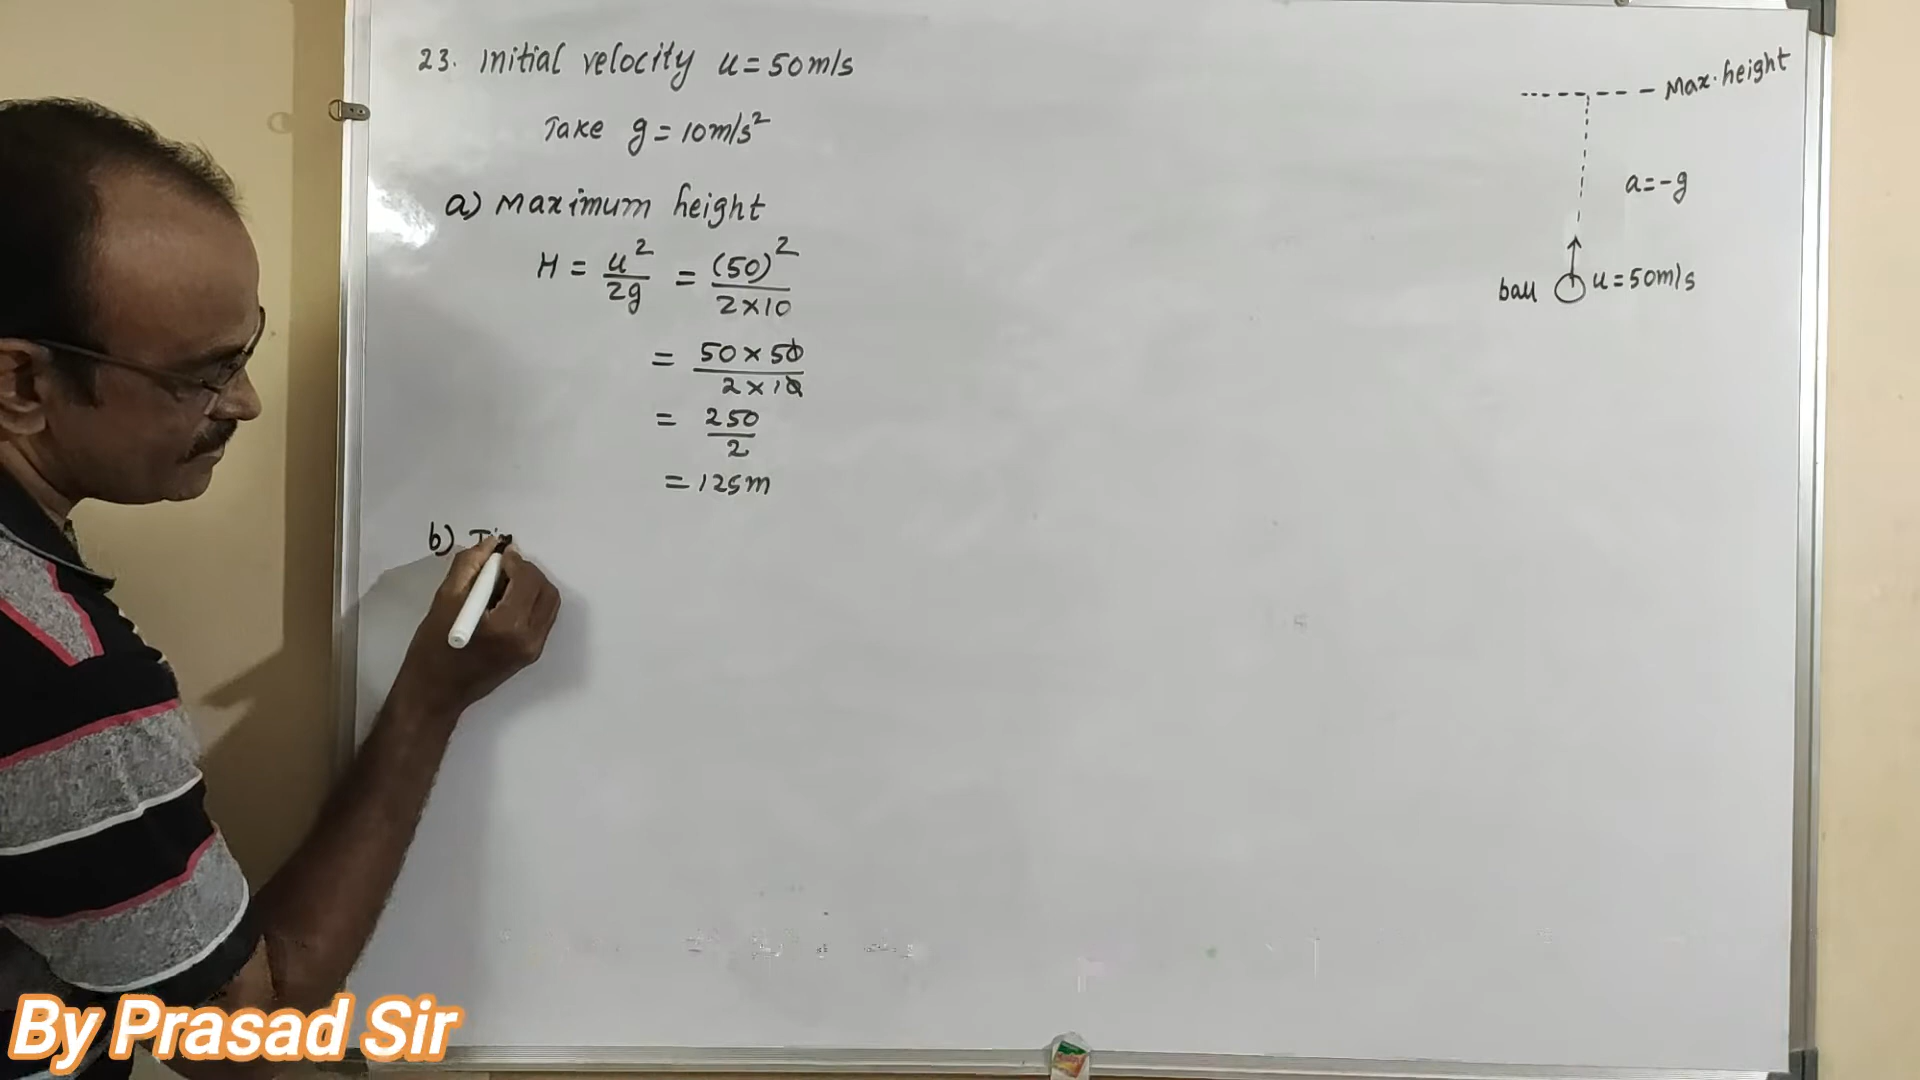 23. Initial velocity u = 50m/s
Take g = 10m/s²
a) Maximum height
H = u²/2g = (50)²/2×10
= 50×50/2×10
= 250/2
= 125m
b)
Max. height
a=-g
ball u=50m/s
By Prasad Sir